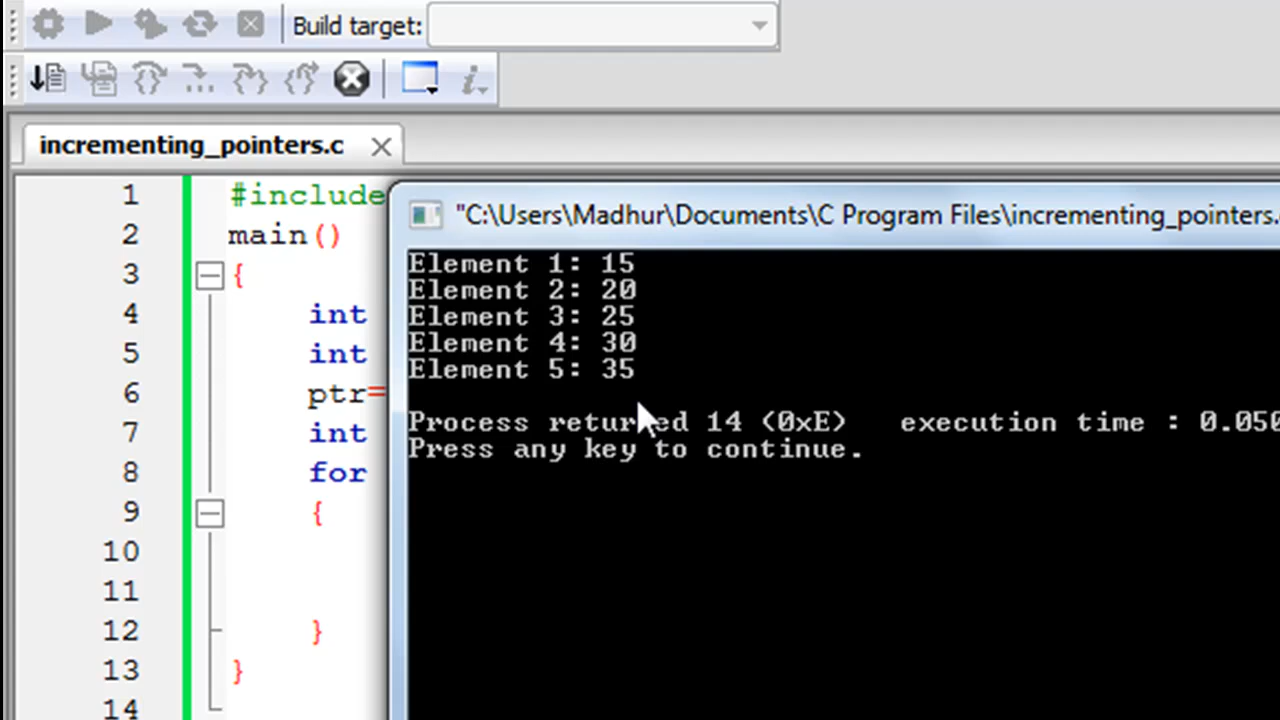 Build target:
incrementing_pointers.c
"C:\Users\Madhur\Documents\C Program Files\incrementing_pointers.
1 #include
2 main()
3 {
4 int
5 int
6 ptr=
7 int
8 for
9 {
10
11
12 }
13 }
14
Element 1: 15
Element 2: 20
Element 3: 25
Element 4: 30
Element 5: 35
Process returned 14 (0xE) execution time : 0.050
Press any key to continue.